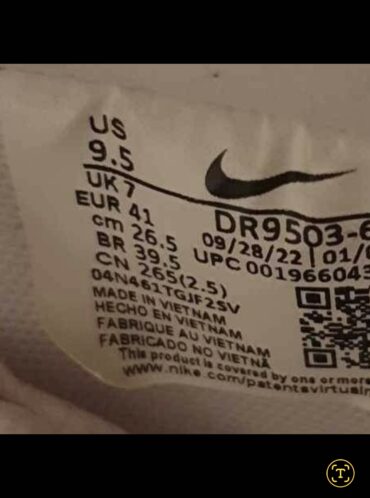 US
9.5
UK 7
EUR 41
cm 26.5
BR 39.5
CN 265(2.5)
04N461TGJF2SV
MADE IN VIETNAM
HECHO EN VIETNAM
FABRIQUE AU VIETNAM
FABRICADO NO VIETNÃ
This product is covered by one or more
www.nike.com/patentsvirtual
DR9503-6
09/28/22 01/
UPC 001966043